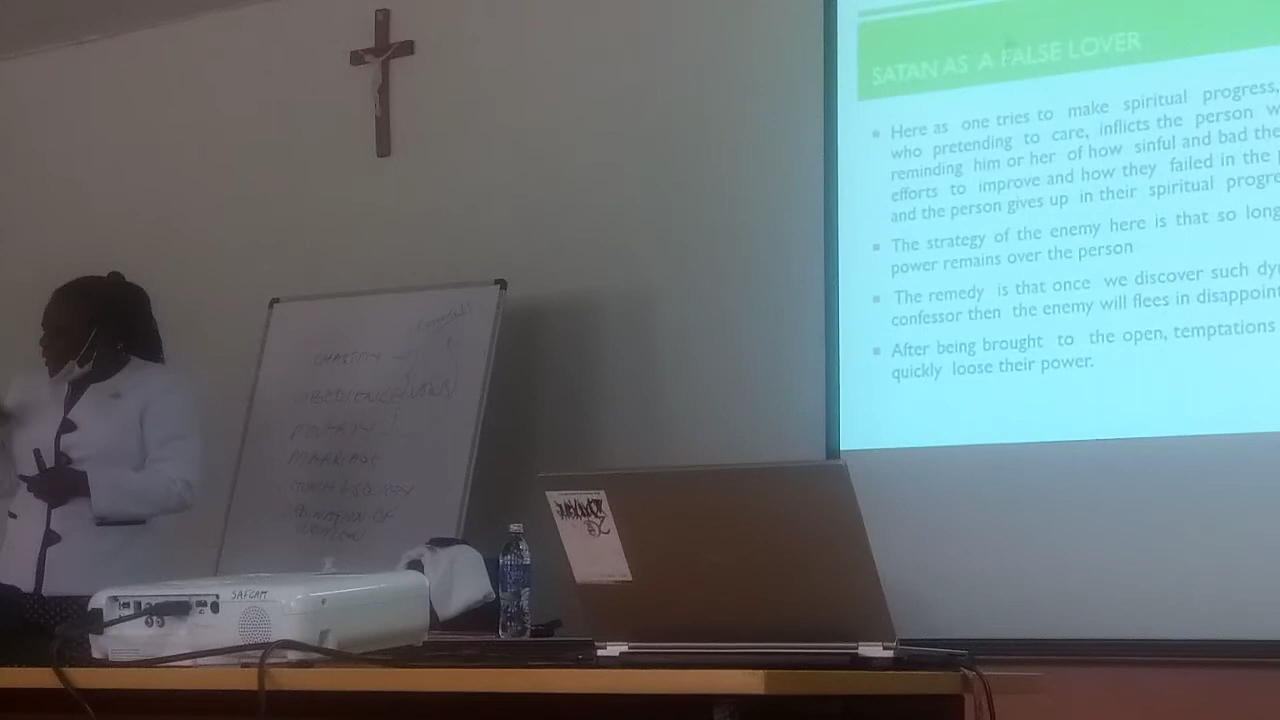 SATAN AS A FALSE LOVER
Here as one tries to make spiritual progress,
who pretending to care, inflicts the person
reminding him or her of how sinful and bad
efforts to improve and how they failed in the
and the person gives up in their spiritual
The strategy of the enemy here is that so long
power remains over the person
The remedy is that once we discover such
confessor then the enemy will flees in
After being brought to the open, temptations
quickly loose their power.
CHASTITY
OBEDIENCE
POVERTY
MARRIAGE
OF
SAFCAM